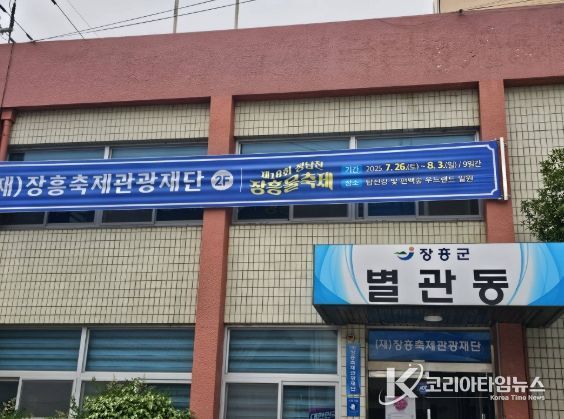 재) 장흥축제관광재단 2F
제18회 정남진
장흥물축제
기간 2025 7.26.(토) ~ 8.3.(일) / 9일간
장소 탐진강 및 편백숲 우드랜드 일원
장흥군
별관동
(재)장흥축제관광재단
K 코리아타임뉴스
Korea Time News